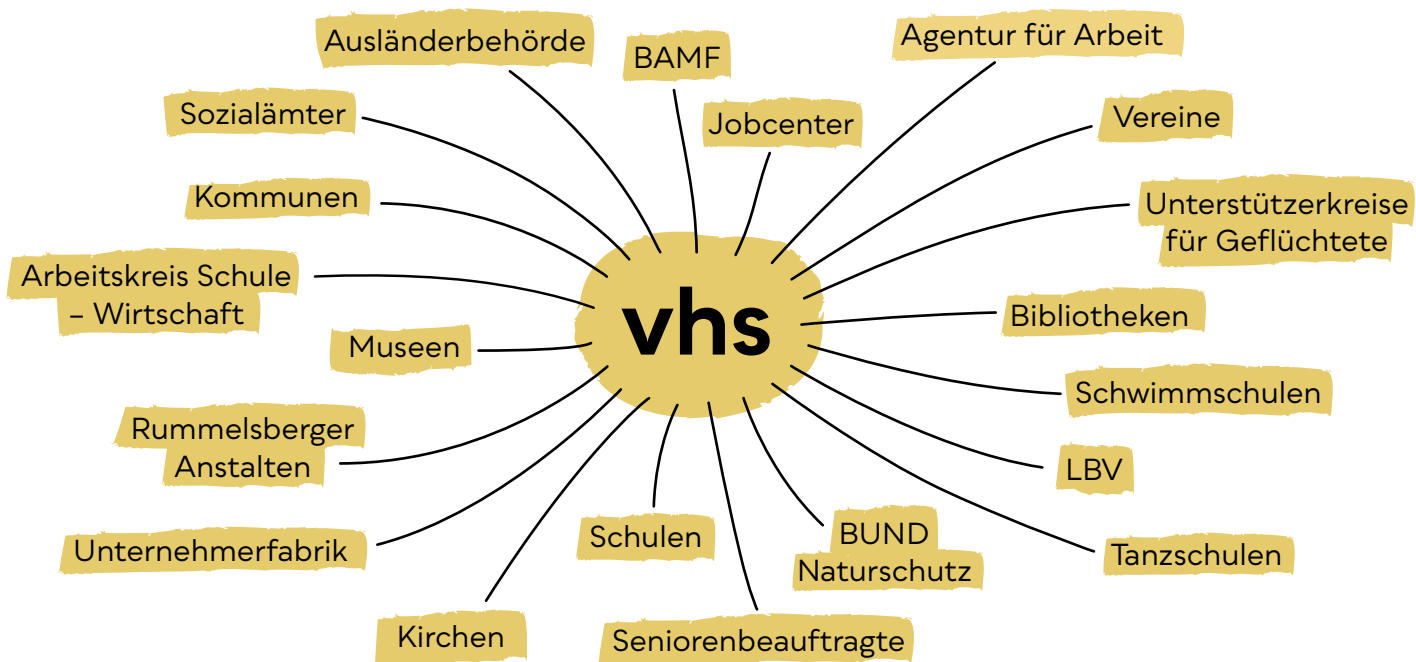 Agentur für Arbeit
Ausländerbehörde
BAMF
Sozialämter
Jobcenter
Vereine
Kommunen
Unterstützerkreise
für Geflüchtete
Arbeitskreis Schule
– Wirtschaft
vhs
Bibliotheken
Museen
Schwimmschulen
Rummelsberger
Anstalten
LBV
Unternehmerfabrik
Schulen
BUND
Naturschutz
Tanzschulen
Kirchen
Seniorenbeauftragte